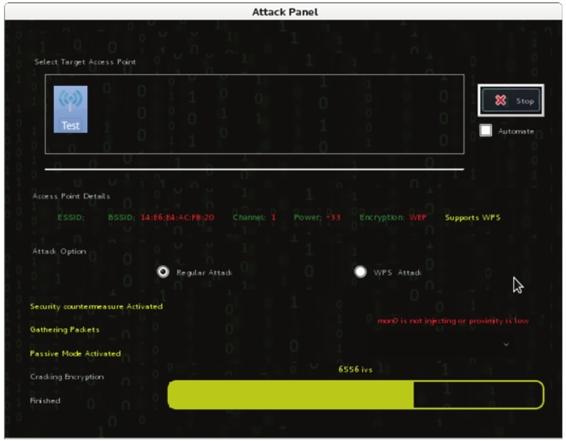 Attack Panel
Select Target Access Point
Test
Stop
Automate
Access Point Details
ESSID: BSSID: 14:E6:E4:AC:FB:20 Channel: 1 Power: -33 Encryption: WEP Supports WPS
Attack Option
Regular Attack WPS Attack
Security countermeasure Activated
mon0 is not injecting or proximity is low
Gathering Packets
Passive Mode Activated
6556 ivs
Cracking Encryption
Finished